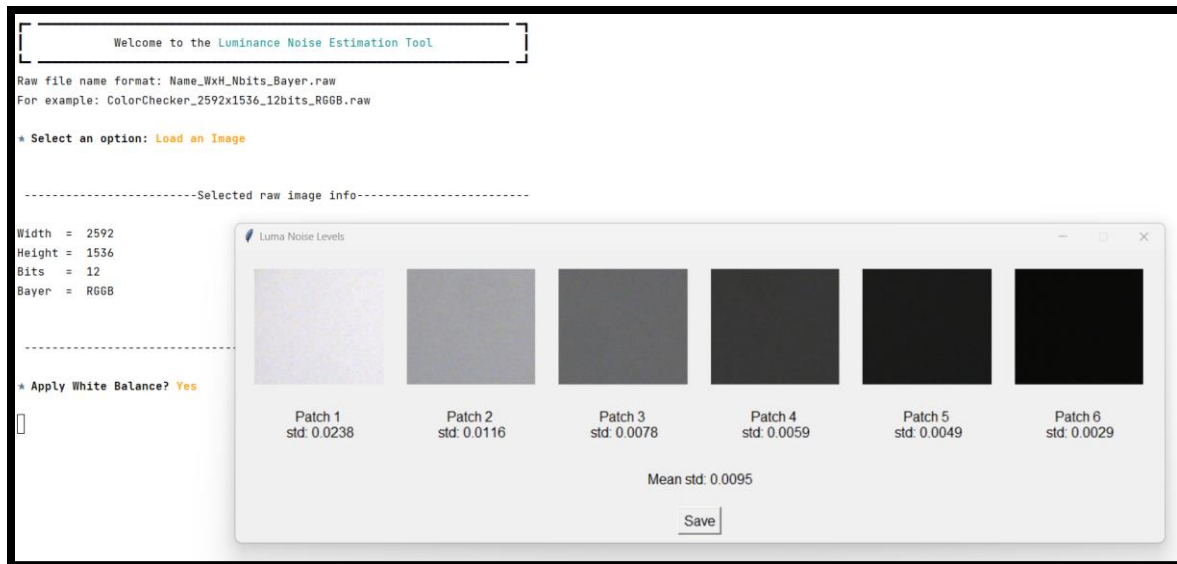 Welcome to the Luminance Noise Estimation Tool
Raw file name format: Name_WxH_Nbits_Bayer.raw
For example: ColorChecker_2592x1536_12bits_RGGB.raw
★ Select an option: Load an Image
-------------------------Selected raw image info-------------------------
Width = 2592
Height = 1536
Bits = 12
Bayer = RGGB
★ Apply White Balance? Yes
Luma Noise Levels
Patch 1 Patch 2 Patch 3 Patch 4 Patch 5 Patch 6
std: 0.0238 std: 0.0116 std: 0.0078 std: 0.0059 std: 0.0049 std: 0.0029
Mean std: 0.0095
Save